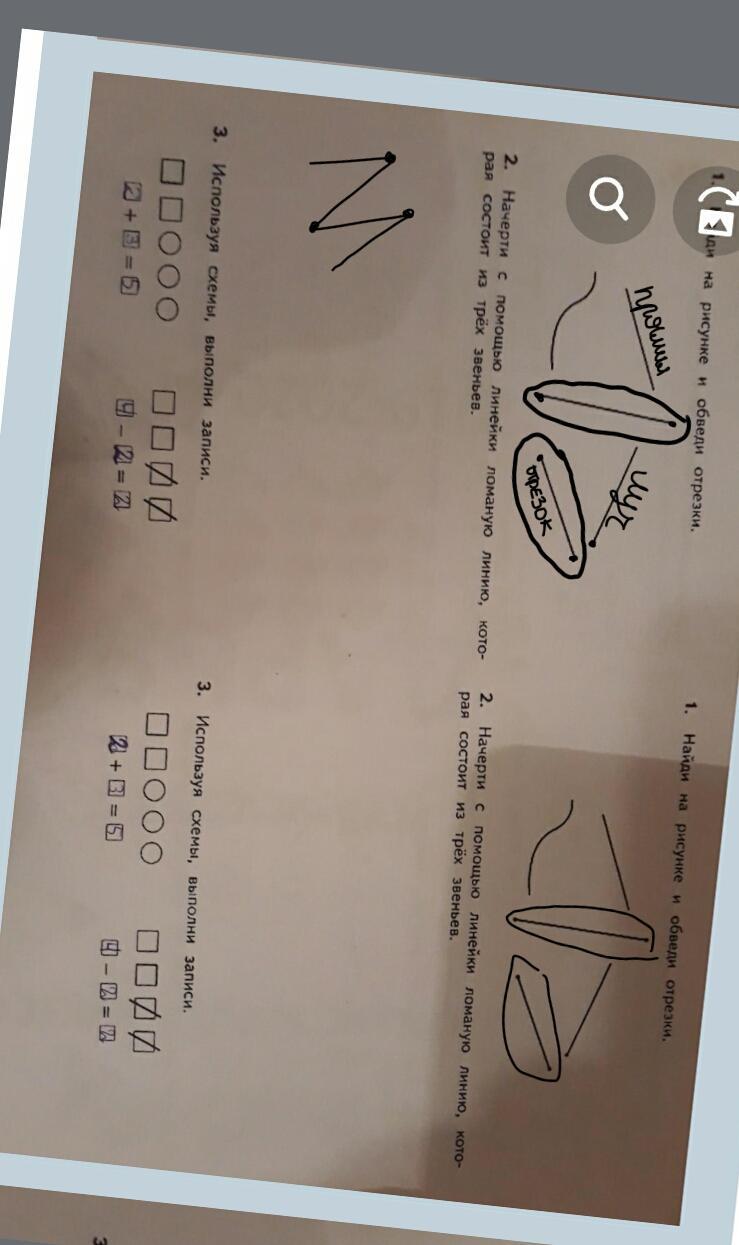 на рисунке и обведи отрезки.
прямая
луч
отрезок
2. Начерти с помощью линейки ломаную линию, кото-
рая состоит из трёх звеньев.
3. Используя схемы, выполни записи.
2 + 3 = 5
4 - 2 = 2
1. Найди на рисунке и обведи отрезки.
2. Начерти с помощью линейки ломаную линию, кото-
рая состоит из трёх звеньев.
3. Используя схемы, выполни записи.
2 + 3 = 5
4 - 2 = 2
3